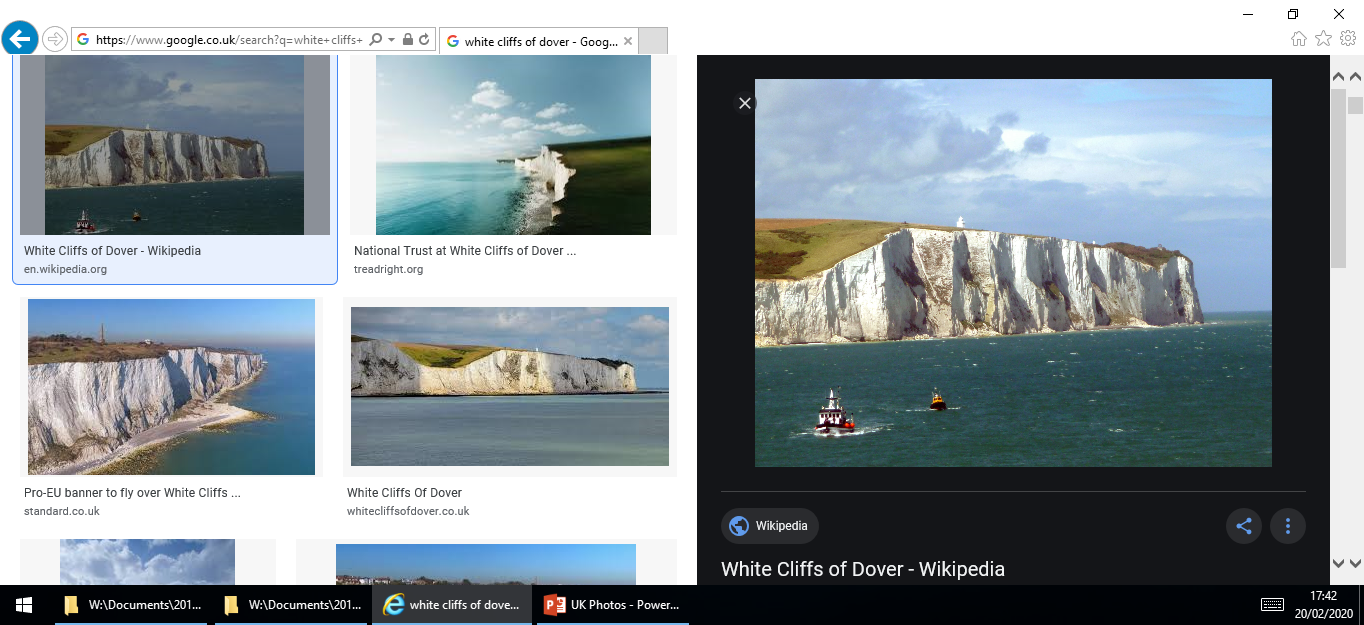 https://www.google.co.uk/search?q=white+cliffs+
white cliffs of dover - Goog...
White Cliffs of Dover - Wikipedia
en.wikipedia.org
National Trust at White Cliffs of Dover ...
treadright.org
Pro-EU banner to fly over White Cliffs ...
standard.co.uk
White Cliffs Of Dover
whitecliffsofdover.co.uk
Wikipedia
White Cliffs of Dover - Wikipedia
W:\Documents\201...
W:\Documents\201...
white cliffs of dove...
UK Photos - Power...
17:42
20/02/2020